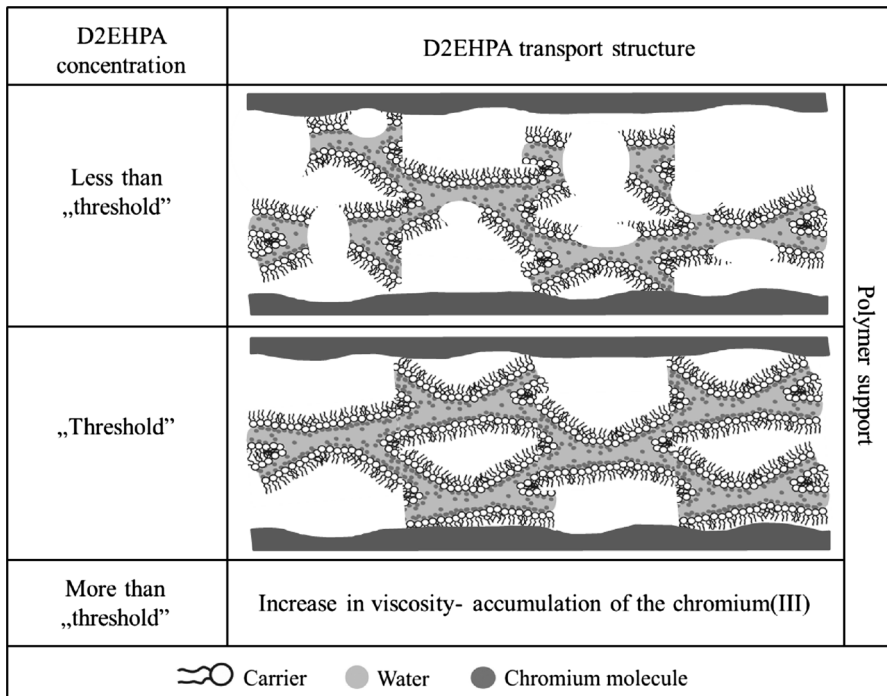 D2EHPA
concentration
D2EHPA transport structure
Less than
„threshold”
„Threshold”
More than
„threshold”
Increase in viscosity- accumulation of the chromium(III)
Polymer support
Carrier
Water
Chromium molecule